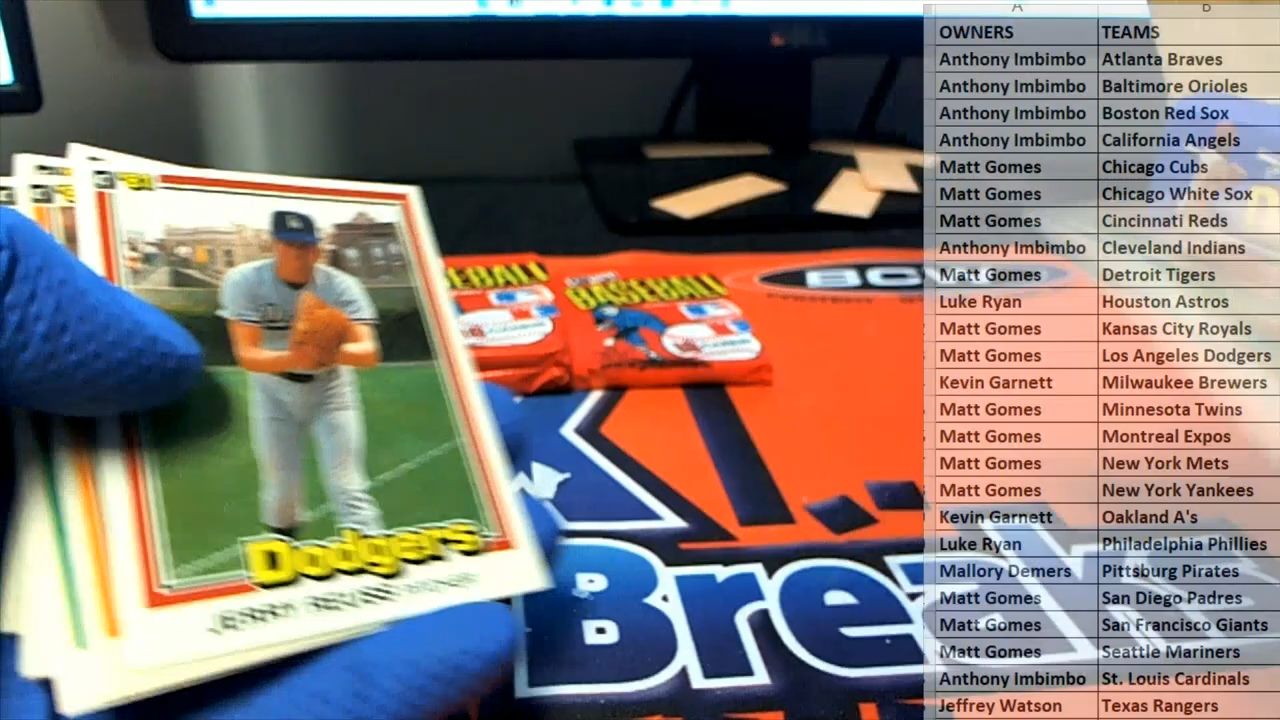 A B
OWNERS TEAMS
Anthony Imbimbo Atlanta Braves
Anthony Imbimbo Baltimore Orioles
Anthony Imbimbo Boston Red Sox
Anthony Imbimbo California Angels
Matt Gomes Chicago Cubs
Matt Gomes Chicago White Sox
Matt Gomes Cincinnati Reds
Anthony Imbimbo Cleveland Indians
Matt Gomes Detroit Tigers
Luke Ryan Houston Astros
Matt Gomes Kansas City Royals
Matt Gomes Los Angeles Dodgers
Kevin Garnett Milwaukee Brewers
Matt Gomes Minnesota Twins
Matt Gomes Montreal Expos
Matt Gomes New York Mets
Matt Gomes New York Yankees
Kevin Garnett Oakland A's
Luke Ryan Philadelphia Phillies
Mallory Demers Pittsburg Pirates
Matt Gomes San Diego Padres
Matt Gomes San Francisco Giants
Matt Gomes Seattle Mariners
Anthony Imbimbo St. Louis Cardinals
Jeffrey Watson Texas Rangers
BASEBALL
BASEBALL
Dodgers
JERRY REUSS PITCHER
Break